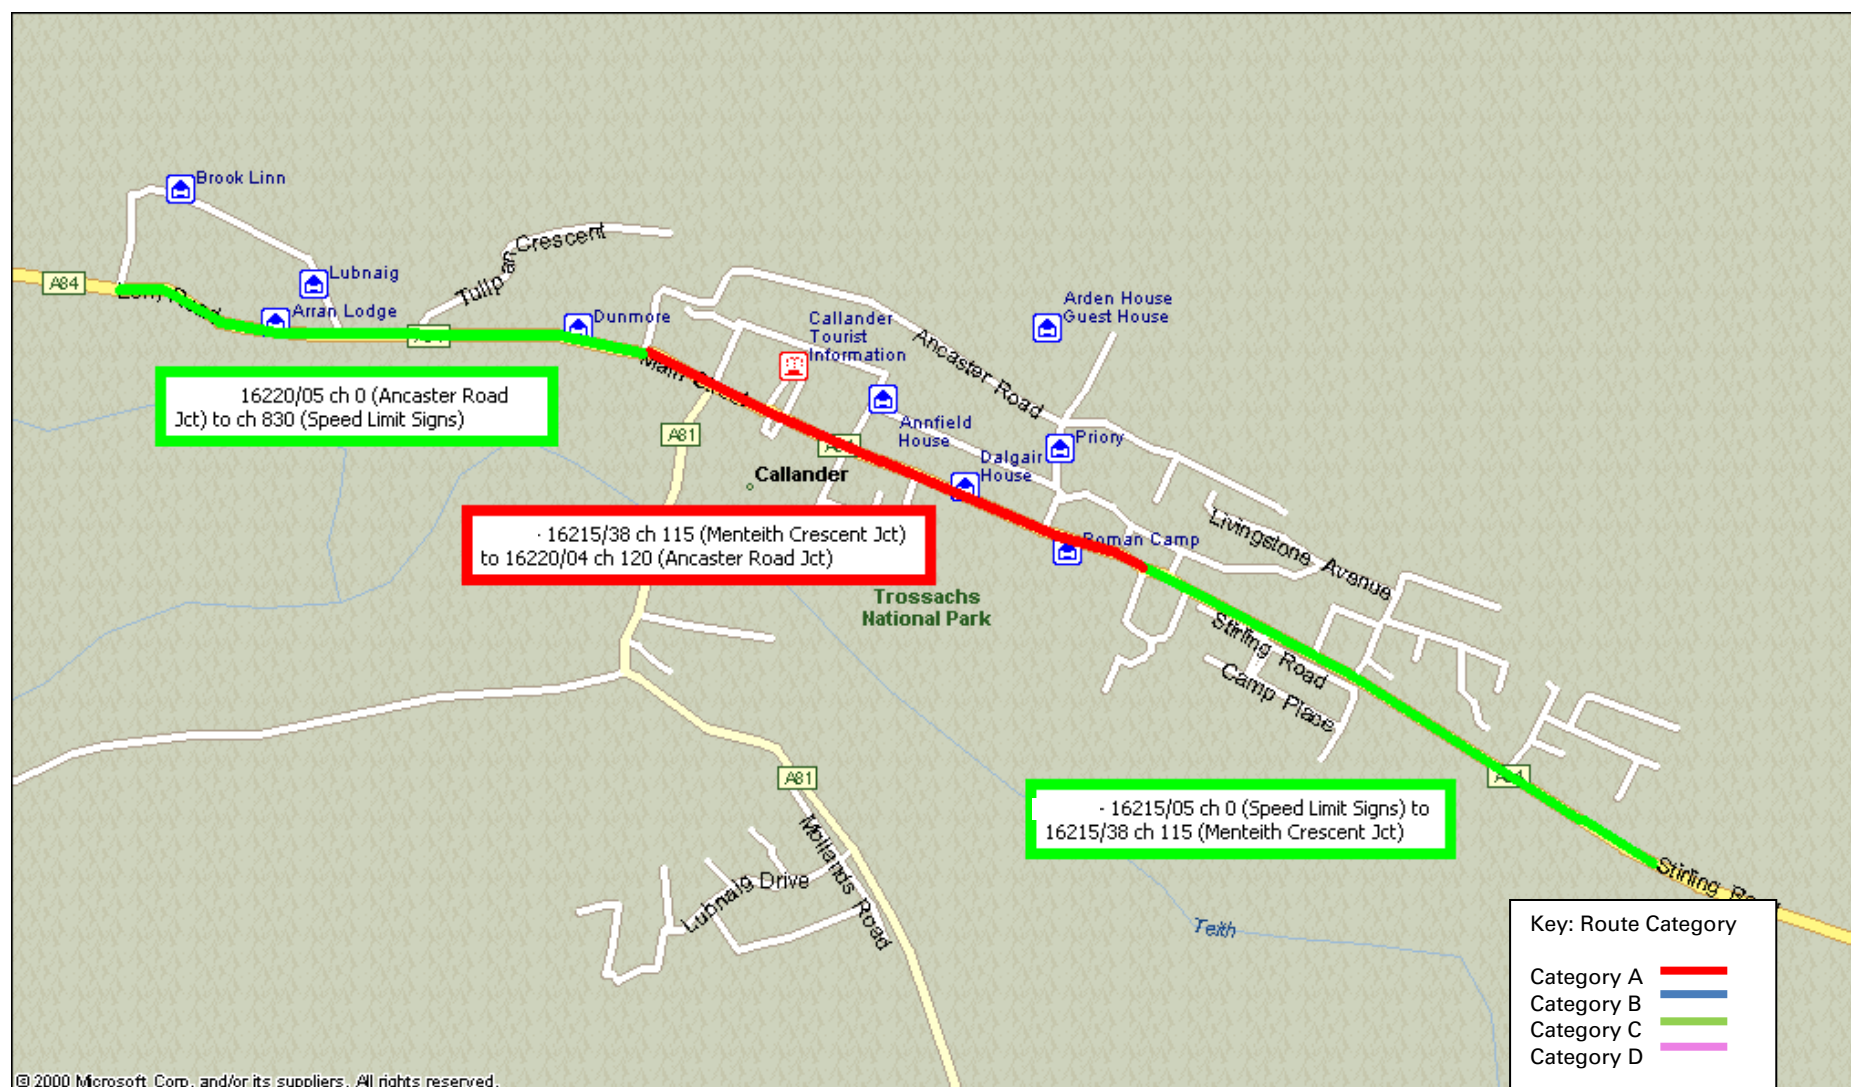 Brook Linn
Crescent
Lubnaig
A84
Tullipan
Arden House
Guest House
Arran Lodge
Dunmore
Callander
Tourist
Information
Ancaster Road
Main Street
16220/05 ch 0 (Ancaster Road
Jct) to ch 830 (Speed Limit Signs)
A81
Annfield
House
Priory
Dalgair
House
Callander
Livingstone Avenue
· 16215/38 ch 115 (Menteith Crescent Jct)
to 16220/04 ch 120 (Ancaster Road Jct)
Roman Camp
Trossachs
National Park
Stirling Road
Camp Place
A81
- 16215/05 ch 0 (Speed Limit Signs) to
16215/38 ch 115 (Menteith Crescent Jct)
Mollands Road
Lubnaig Drive
Stirling Road
Teith
Key: Route Category
Category A
Category B
Category C
Category D
© 2000 Microsoft Corp. and/or its suppliers. All rights reserved.